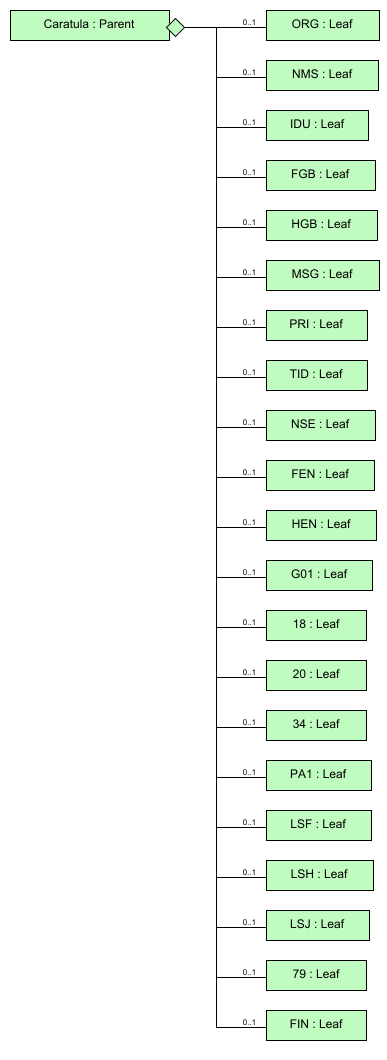 Caratula : Parent
0..1 ORG : Leaf
0..1 NMS : Leaf
0..1 IDU : Leaf
0..1 FGB : Leaf
0..1 HGB : Leaf
0..1 MSG : Leaf
0..1 PRI : Leaf
0..1 TID : Leaf
0..1 NSE : Leaf
0..1 FEN : Leaf
0..1 HEN : Leaf
0..1 G01 : Leaf
0..1 18 : Leaf
0..1 20 : Leaf
0..1 34 : Leaf
0..1 PA1 : Leaf
0..1 LSF : Leaf
0..1 LSH : Leaf
0..1 LSJ : Leaf
0..1 79 : Leaf
0..1 FIN : Leaf